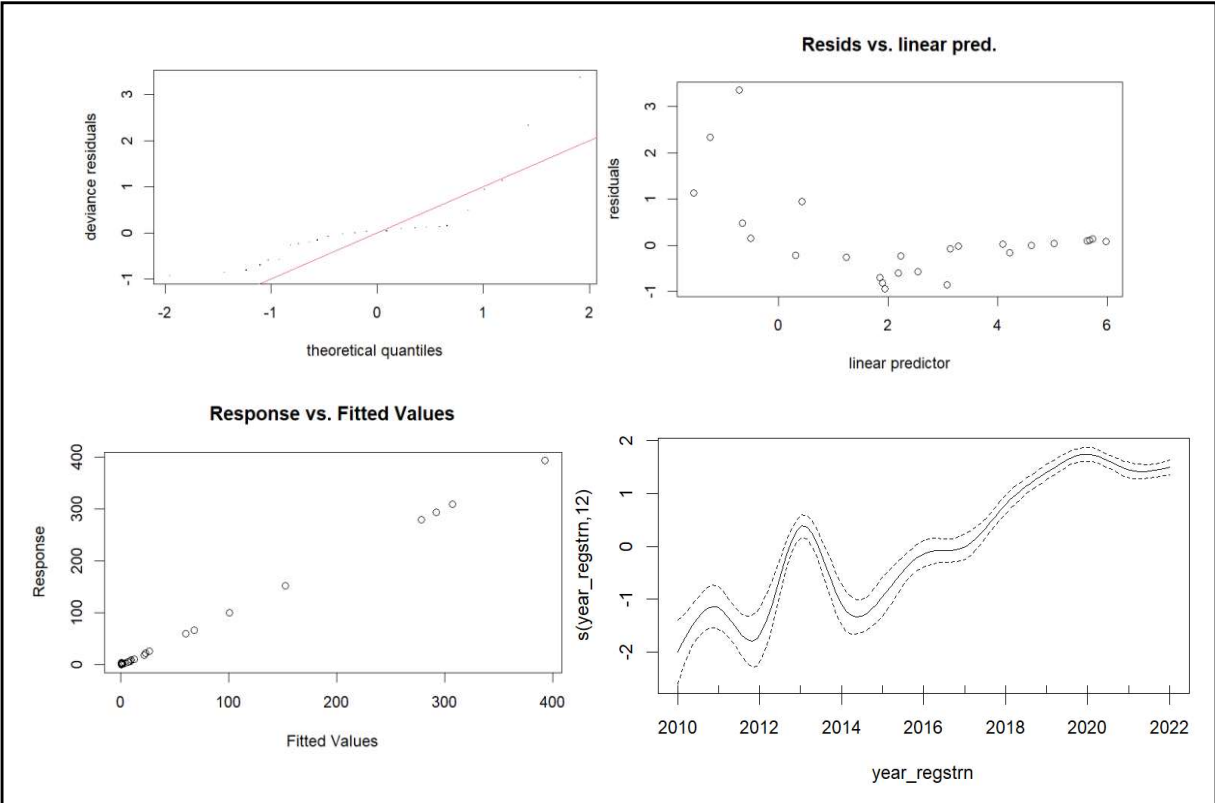 deviance residuals
3
2
1
0
-1
-2 -1 0 1 2
theoretical quantiles
Resids vs. linear pred.
residuals
3
2
1
0
-1
0 2 4 6
linear predictor
Response vs. Fitted Values
Response
400
300
200
100
0
0 100 200 300 400
Fitted Values
s(year_regstrn,12)
2
1
0
-1
-2
2010 2012 2014 2016 2018 2020 2022
year_regstrn